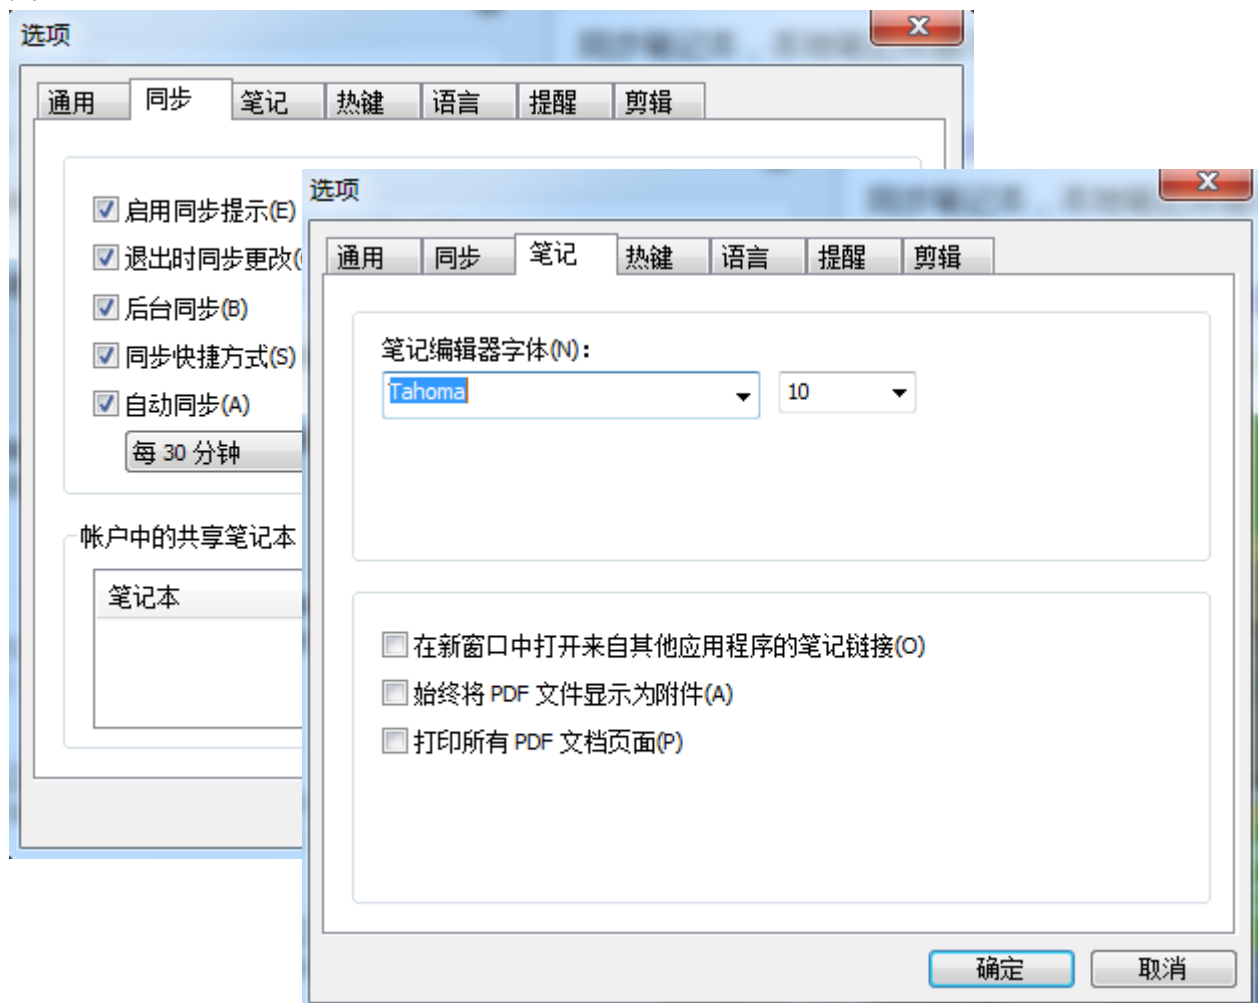 选项
通用 同步 笔记 热键 语言 提醒 剪辑
启用同步提示(E)
退出时同步更改(
后台同步(B)
同步快捷方式(S)
自动同步(A)
每 30 分钟
帐户中的共享笔记本
笔记本
选项
通用 同步 笔记 热键 语言 提醒 剪辑
笔记编辑器字体(N):
Tahoma 10
在新窗口中打开来自其他应用程序的笔记链接(O)
始终将 PDF 文件显示为附件(A)
打印所有 PDF 文档页面(P)
确定 取消